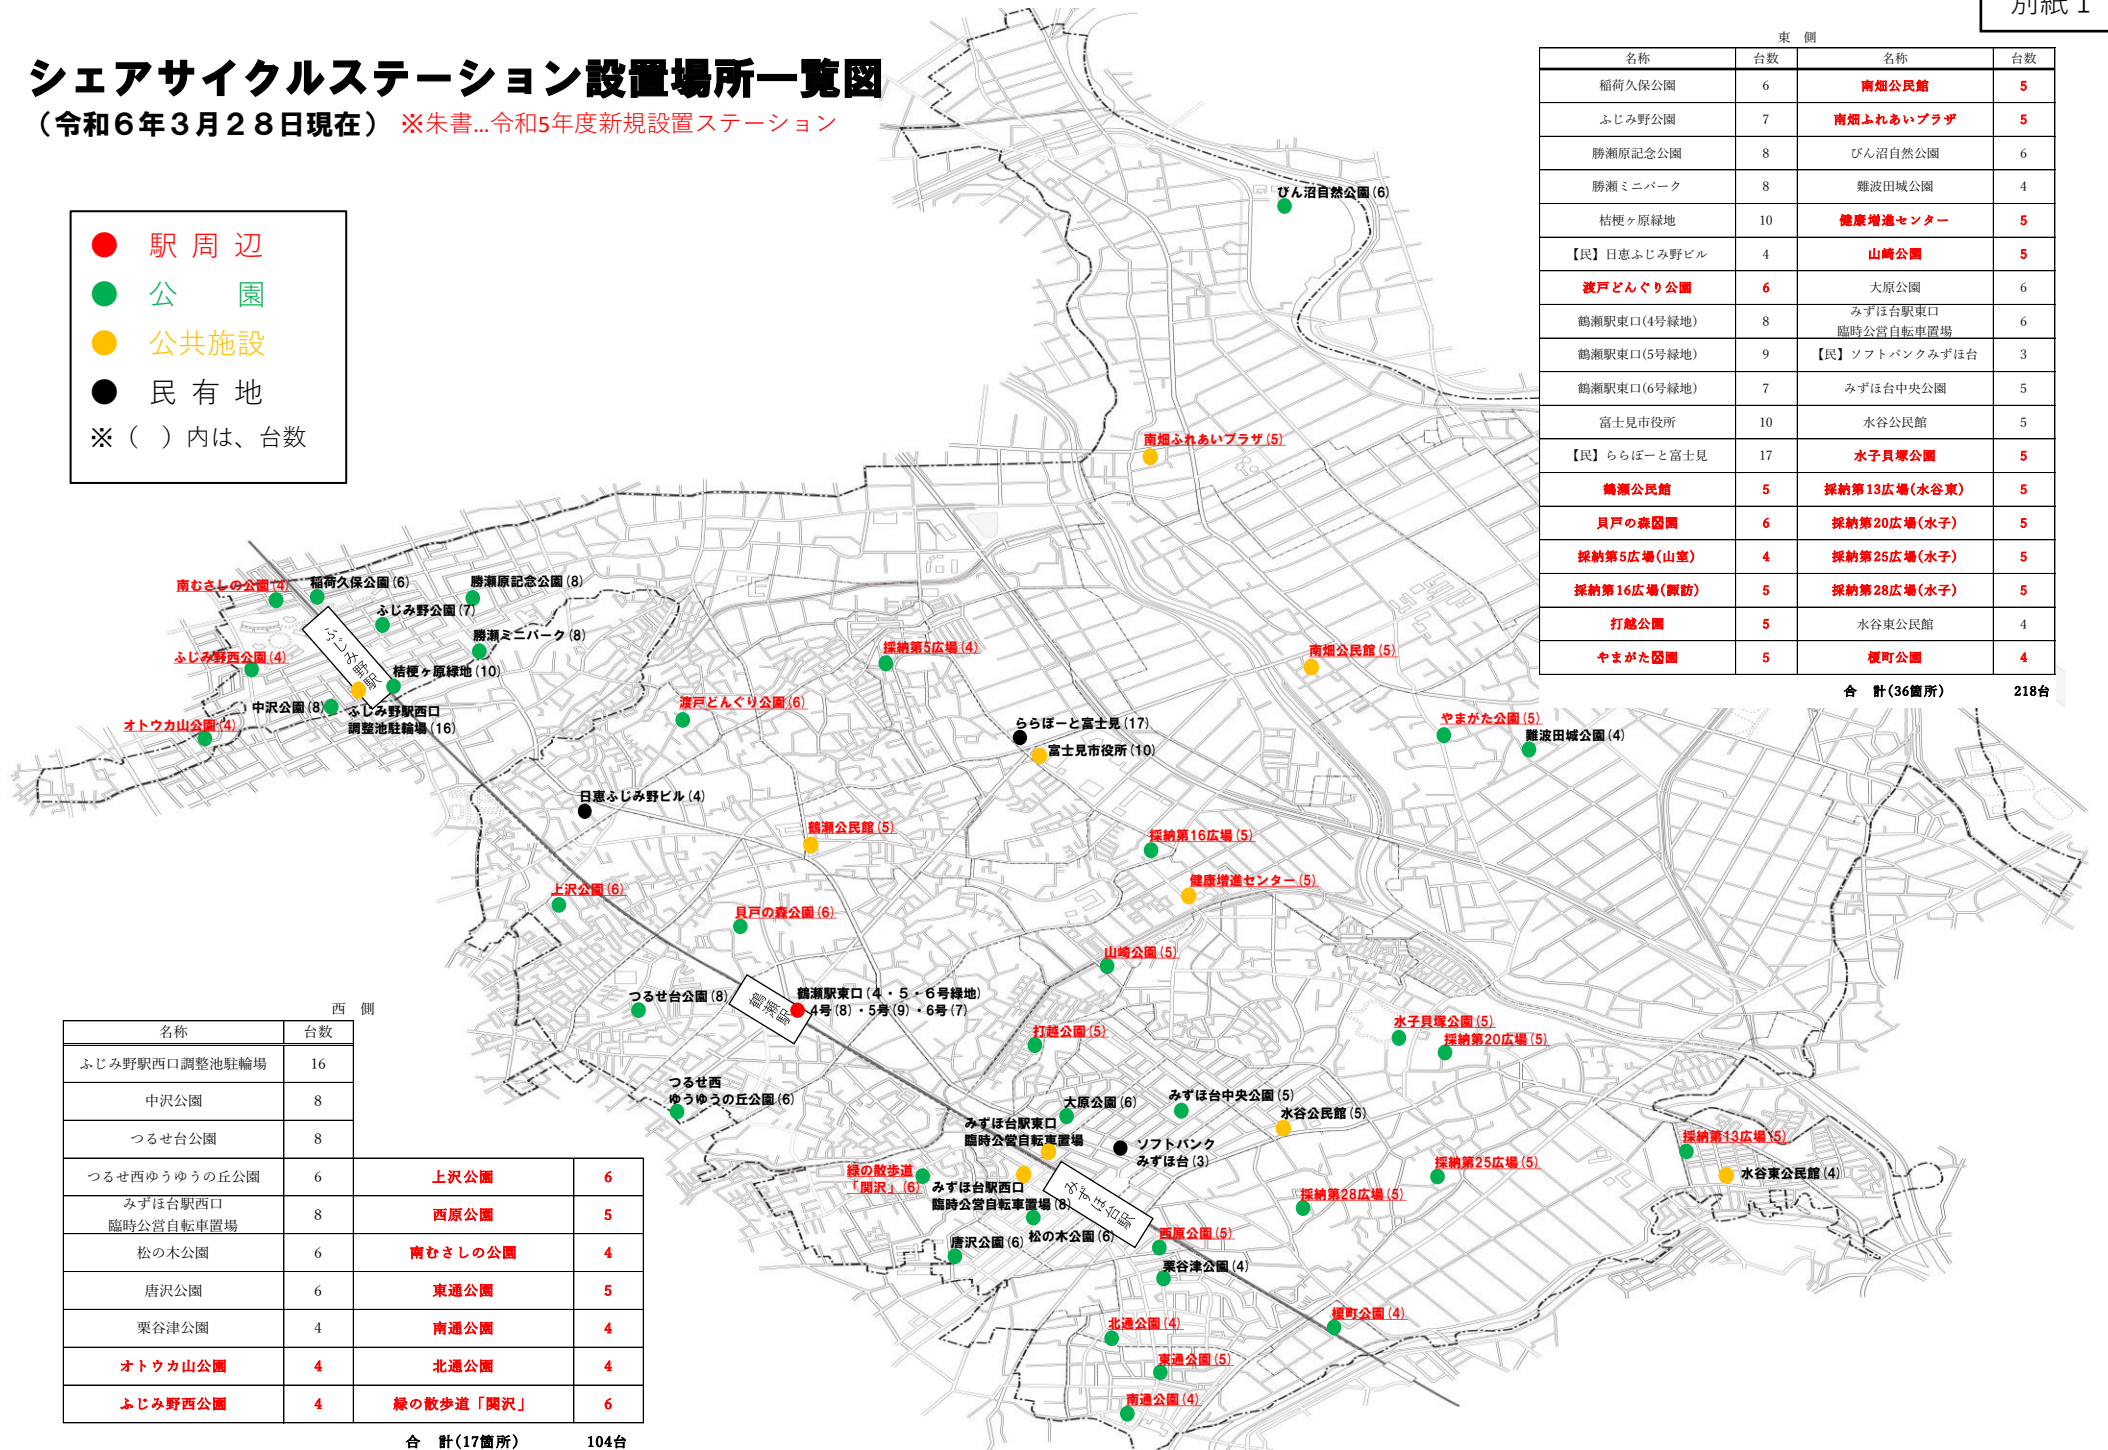 別紙１
シェアサイクルステーション設置場所一覧図
（令和６年３月２８日現在） ※朱書…令和5年度新規設置ステーション
駅 周 辺
公 園
公共施設
民 有 地
※（ ）内は、台数
東 側
名称 台数 名称 台数
稲荷久保公園 6 南畑公民館 5
ふじみ野公園 7 南畑ふれあいプラザ 5
勝瀬原記念公園 8 びん沼自然公園 6
勝瀬ミニパーク 8 難波田城公園 4
桔梗ヶ原緑地 10 健康増進センター 5
【民】日恵ふじみ野ビル 4 山崎公園 5
渡戸どんぐり公園 6 大原公園 6
鶴瀬駅東口(4号緑地) 8 みずほ台駅東口
臨時公営自転車置場 6
鶴瀬駅東口(5号緑地) 9 【民】ソフトバンクみずほ台 3
鶴瀬駅東口(6号緑地) 7 みずほ台中央公園 5
富士見市役所 10 水谷公民館 5
【民】ららぽーと富士見 17 水子貝塚公園 5
鶴瀬公民館 5 採納第13広場(水谷東) 5
貝戸の森公園 6 採納第20広場(水子) 5
採納第5広場(山室) 4 採納第25広場(水子) 5
採納第16広場(諏訪) 5 採納第28広場(水子) 5
打越公園 5 水谷東公民館 4
やまがた公園 5 榎町公園 4
合 計(36箇所) 218台
びん沼自然公園(6)
南畑ふれあいプラザ(5)
南むさしの公園(4)
稲荷久保公園(6)
勝瀬原記念公園(8)
ふじみ野公園(7)
勝瀬ミニパーク(8)
ふじみ野西公園(4)
ふじみ野駅
桔梗ヶ原緑地(10)
採納第5広場(4)
南畑公民館(5)
中沢公園(8)
ふじみ野駅西口
調整池駐輪場(16)
オトウカ山公園(4)
渡戸どんぐり公園(6)
ららぽーと富士見(17)
富士見市役所(10)
やまがた公園(5)
難波田城公園(4)
日恵ふじみ野ビル(4)
鶴瀬公民館(5)
採納第16広場(5)
健康増進センター(5)
上沢公園(6)
貝戸の森公園(6)
山崎公園(5)
つるせ台公園(8)
鶴瀬駅
鶴瀬駅東口(４・５・６号緑地)
4号(8)・5号(9)・6号(7)
打越公園(5)
水子貝塚公園(5)
採納第20広場(5)
つるせ西
ゆうゆうの丘公園(6)
大原公園(6)
みずほ台中央公園(5)
水谷公民館(5)
みずほ台駅東口
臨時公営自転車置場
ソフトバンク
みずほ台(3)
採納第13広場(5)
水谷東公民館(4)
緑の散歩道
「関沢」(6)
みずほ台駅西口
臨時公営自転車置場(8)
みずほ台駅
採納第25広場(5)
採納第28広場(5)
唐沢公園(6)
松の木公園(6)
西原公園(5)
栗谷津公園(4)
榎町公園(4)
北通公園(4)
東通公園(5)
南通公園(4)
西 側
名称 台数
ふじみ野駅西口調整池駐輪場 16
中沢公園 8
つるせ台公園 8
つるせ西ゆうゆうの丘公園 6 上沢公園 6
みずほ台駅西口
臨時公営自転車置場 8 西原公園 5
松の木公園 6 南むさしの公園 4
唐沢公園 6 東通公園 5
栗谷津公園 4 南通公園 4
オトウカ山公園 4 北通公園 4
ふじみ野西公園 4 緑の散歩道「関沢」 6
合 計(17箇所) 104台